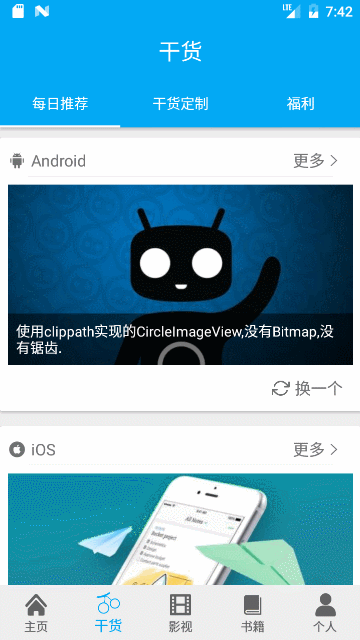 LTE 7:42
干货
每日推荐 干货定制 福利
Android 更多
使用clippath实现的CircleImageView,没有Bitmap,没
有锯齿.
换一个
iOS 更多
All Items
主页 干货 影视 书籍 个人